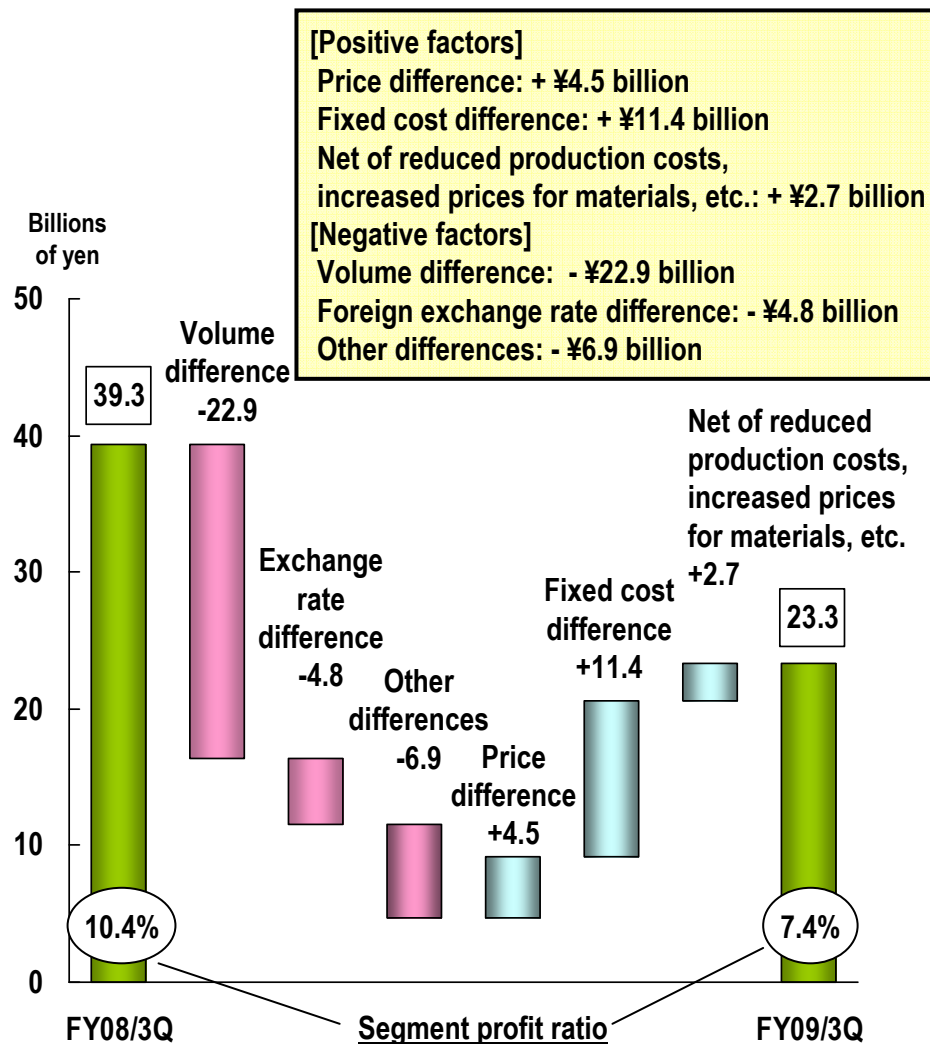 [Positive factors]
Price difference: + ¥4.5 billion
Fixed cost difference: + ¥11.4 billion
Net of reduced production costs,
increased prices for materials, etc.: + ¥2.7 billion
[Negative factors]
Volume difference: - ¥22.9 billion
Foreign exchange rate difference: - ¥4.8 billion
Other differences: - ¥6.9 billion
Billions
of yen
50
40
30
20
10
0
39.3
Volume
difference
-22.9
Exchange
rate
difference
-4.8
Other
differences
-6.9
Price
difference
+4.5
Fixed cost
difference
+11.4
Net of reduced
production costs,
increased prices
for materials, etc.
+2.7
23.3
10.4%
7.4%
FY08/3Q
Segment profit ratio
FY09/3Q